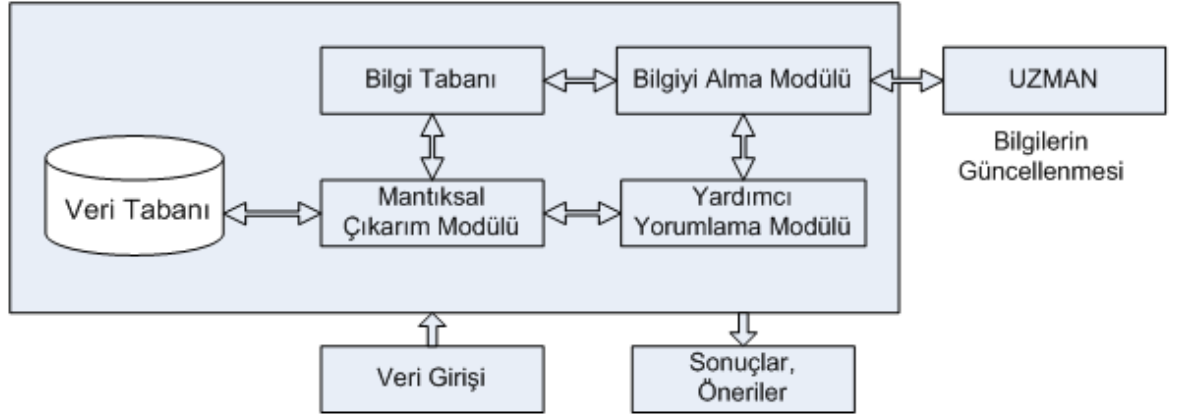 Bilgi Tabanı
Bilgiyi Alma Modülü
UZMAN
Bilgilerin
Güncellenmesi
Veri Tabanı
Mantıksal
Çıkarım Modülü
Yardımcı
Yorumlama Modülü
Veri Girişi
Sonuçlar,
Öneriler